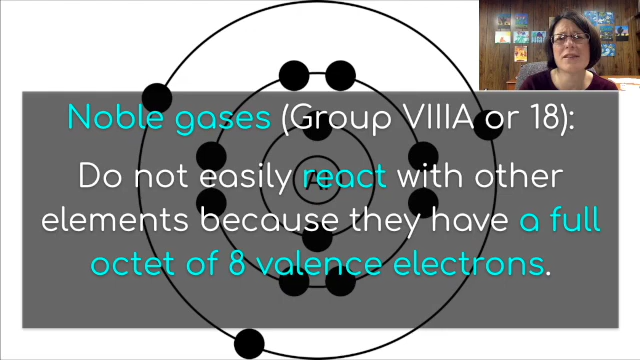 Noble gases (Group VIIIA or 18):
Do not easily react with other
elements because they have a full
octet of 8 valence electrons.